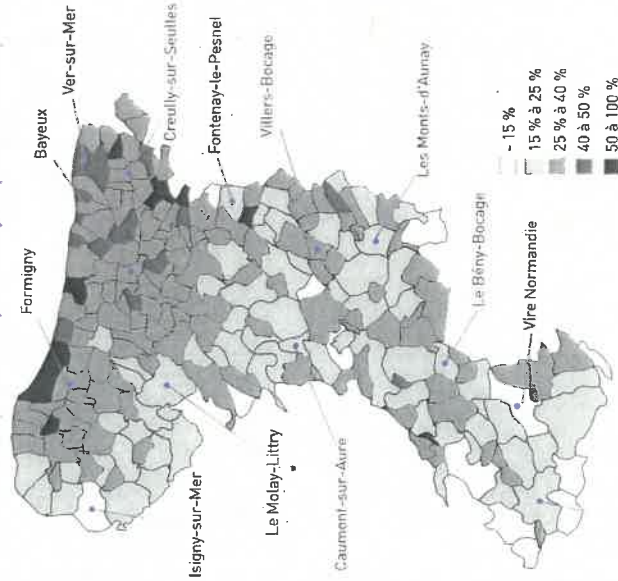 Formigny
Bayeux
Ver-sur-Mer
Creully-sur-Seulles
Fontenay-le-Pesnel
Villers-Bocage
Les Monts-d'Aunay
Isigny-sur-Mer
Le Molay-Littry
Caumont-sur-Aure
Le Bény-Bocage
Vire Normandie
- 15 %
15 % à 25 %
25 % à 40 %
40 à 50 %
50 à 100 %